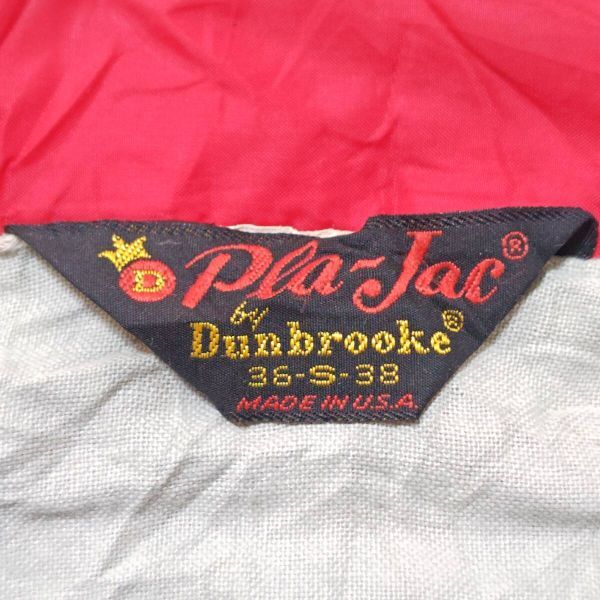 D Pla-Jac®
by
Dunbrooke®
36-S-38
MADE IN U.S.A.